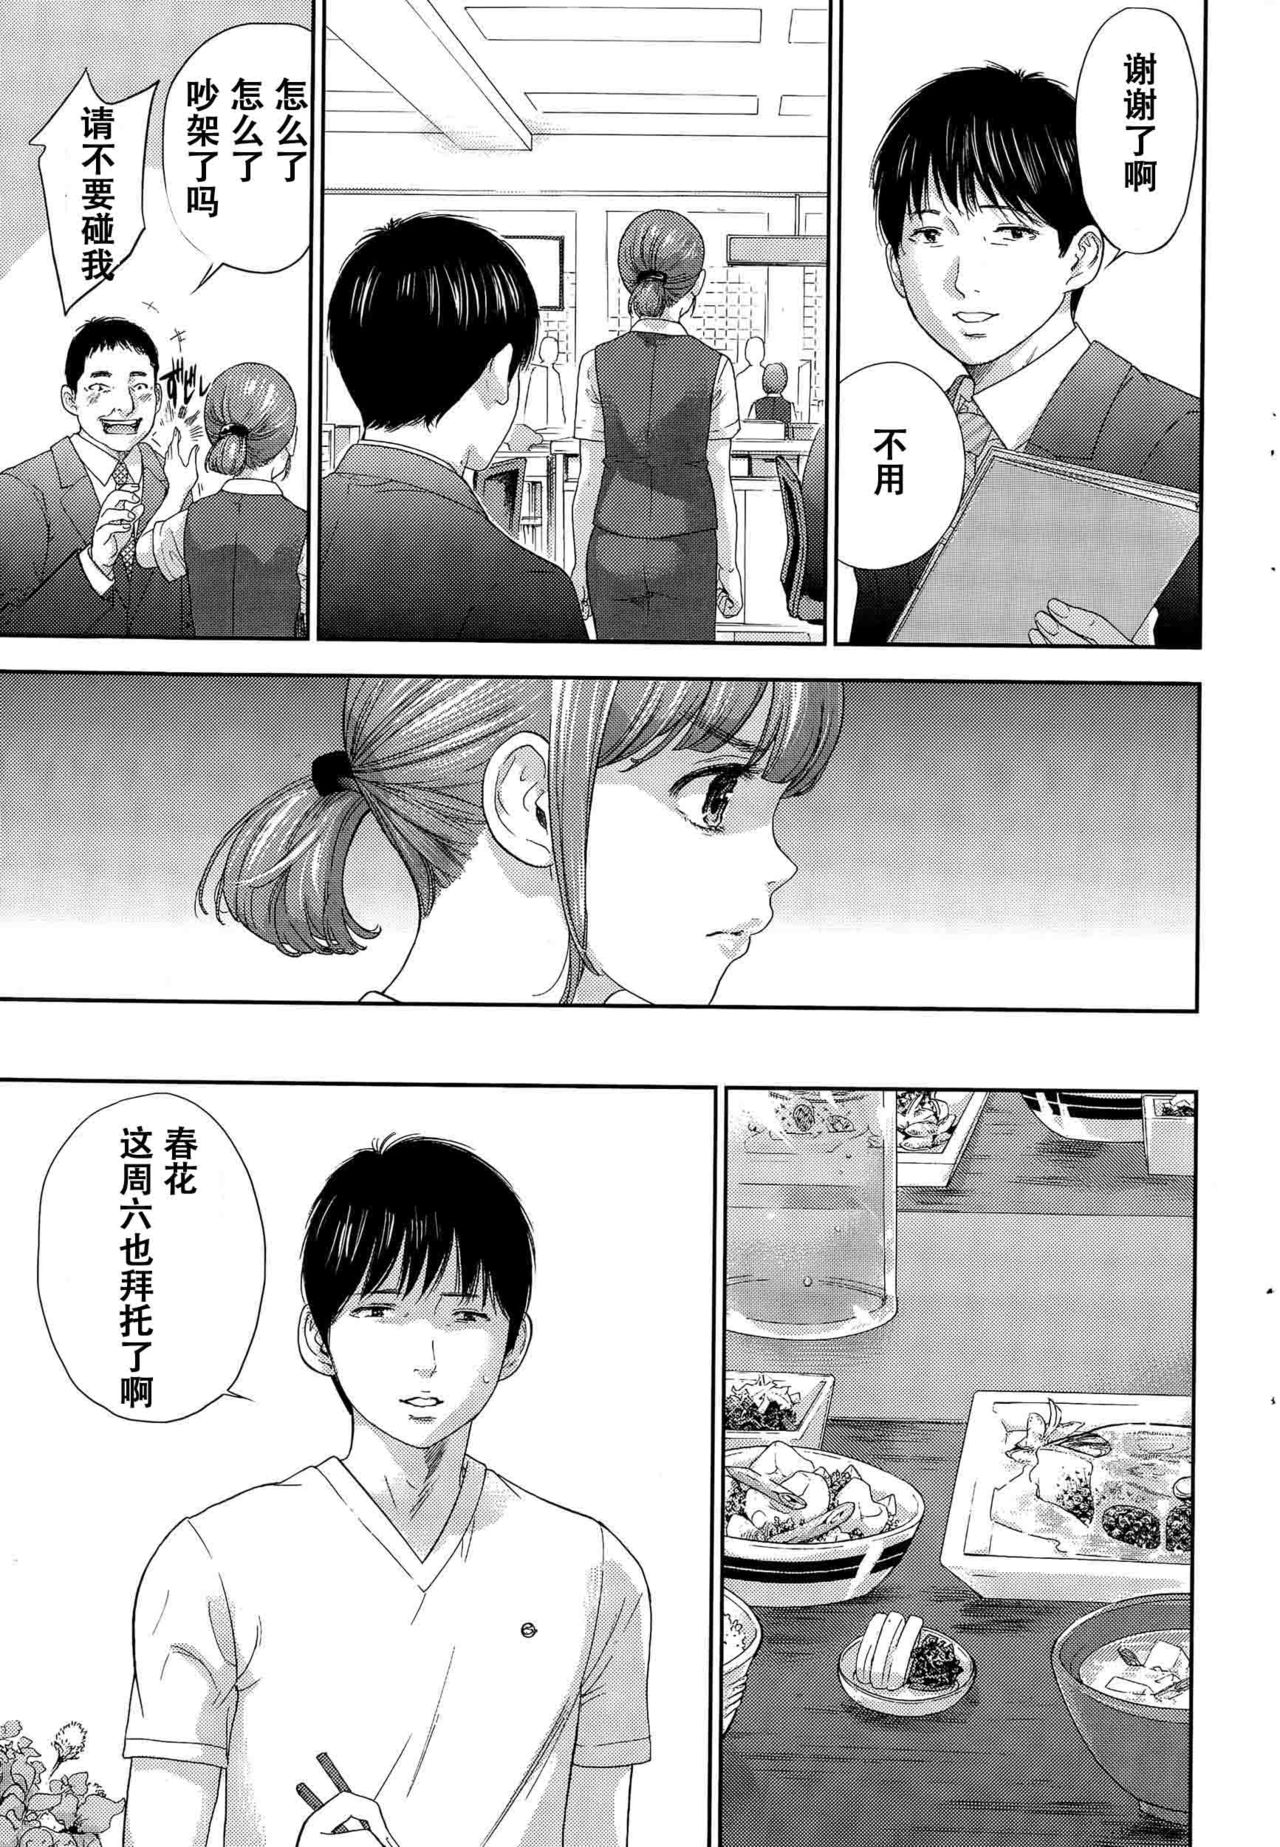 谢谢了啊
不用
怎么了
怎么了
吵架了吗
请不要碰我
春花
这周六也拜托了啊